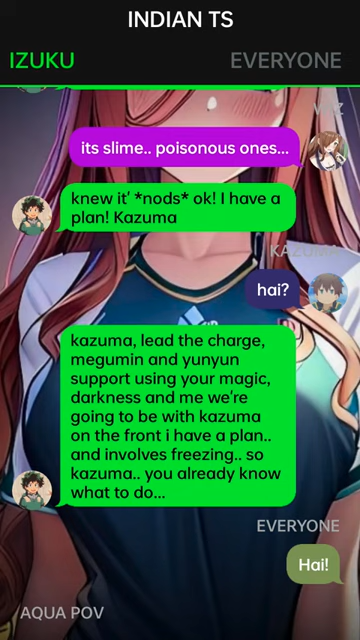 INDIAN TS
IZUKU
EVERYONE
WIZ
its slime.. poisonous ones...
knew it' *nods* ok! I have a
plan! Kazuma
KAZUMA
hai?
kazuma, lead the charge,
megumin and yunyun
support using your magic,
darkness and me we're
going to be with kazuma
on the front i have a plan..
and involves freezing.. so
kazuma.. you already know
what to do...
EVERYONE
Hai!
AQUA POV